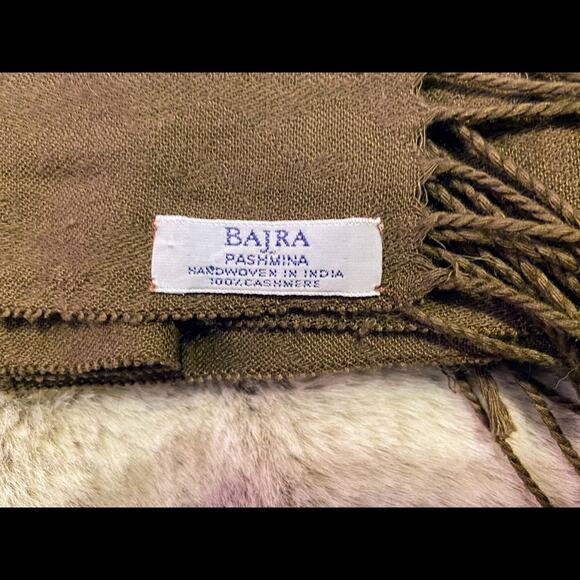 BAJRA
PASHMINA
HANDWOVEN IN INDIA
100% CASHMERE